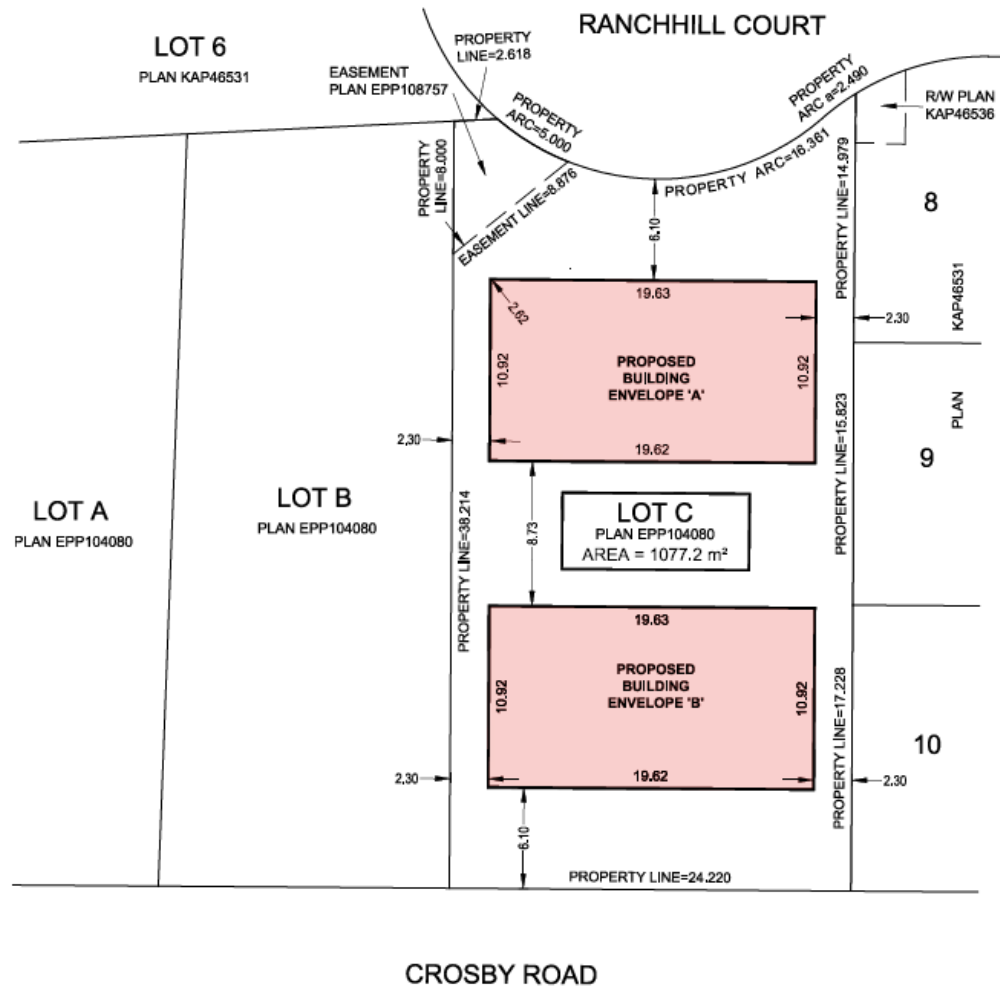 RANCHHILL COURT
LOT 6
PLAN KAP46531
PROPERTY
LINE=2.618
EASEMENT
PLAN EPP108757
PROPERTY
ARC=5.000
PROPERTY
ARC a=2.490
R/W PLAN
KAP46536
PROPERTY ARC=16.361
PROPERTY
LINE=8.000
EASEMENT LINE=8.876
6.10
PROPERTY LINE=14.979
8
KAP46531
PLAN
19.63
2.62
2.30
10.92
PROPOSED
BUILDING
ENVELOPE 'A'
10.92
2.30
19.62
PROPERTY LINE=15.823
9
LOT A
PLAN EPP104080
LOT B
PLAN EPP104080
PROPERTY LINE=38.214
8.73
LOT C
PLAN EPP104080
AREA = 1077.2 m²
19.63
10.92
PROPOSED
BUILDING
ENVELOPE 'B'
10.92
PROPERTY LINE=17.228
10
2.30
19.62
2.30
6.10
PROPERTY LINE=24.220
CROSBY ROAD